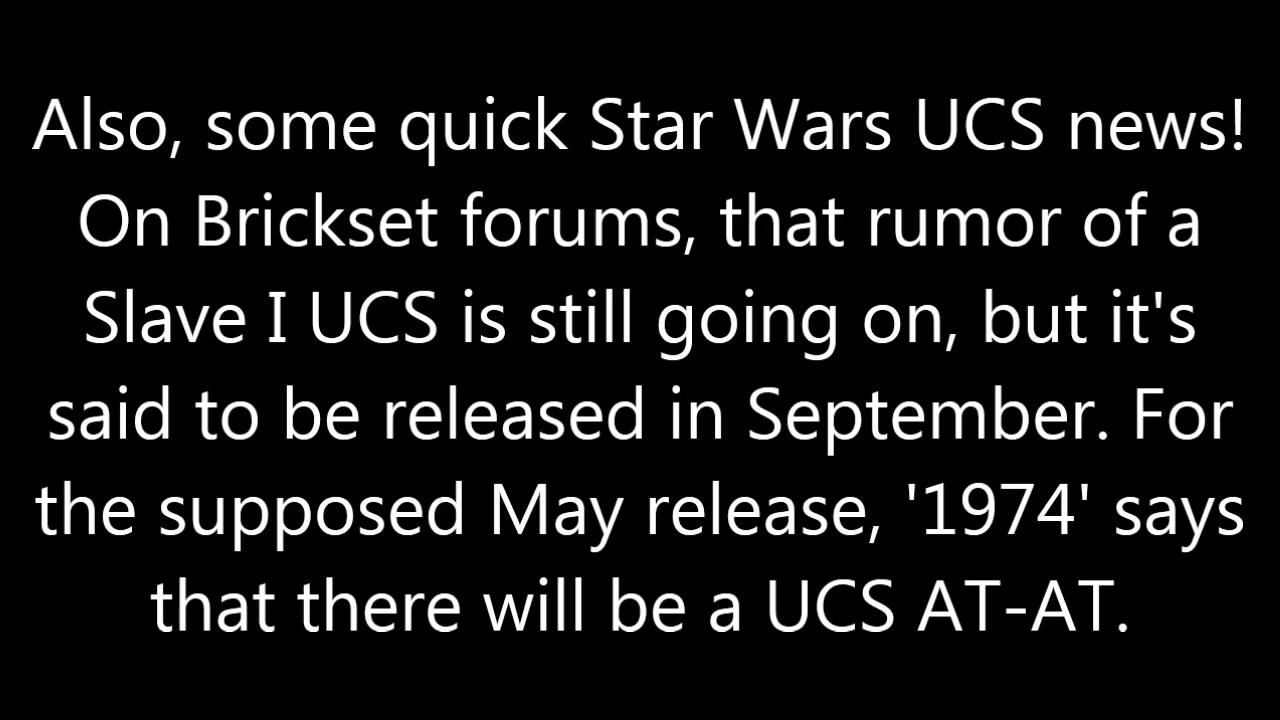 Also, some quick Star Wars UCS news!
On Brickset forums, that rumor of a
Slave I UCS is still going on, but it's
said to be released in September. For
the supposed May release, '1974' says
that there will be a UCS AT-AT.